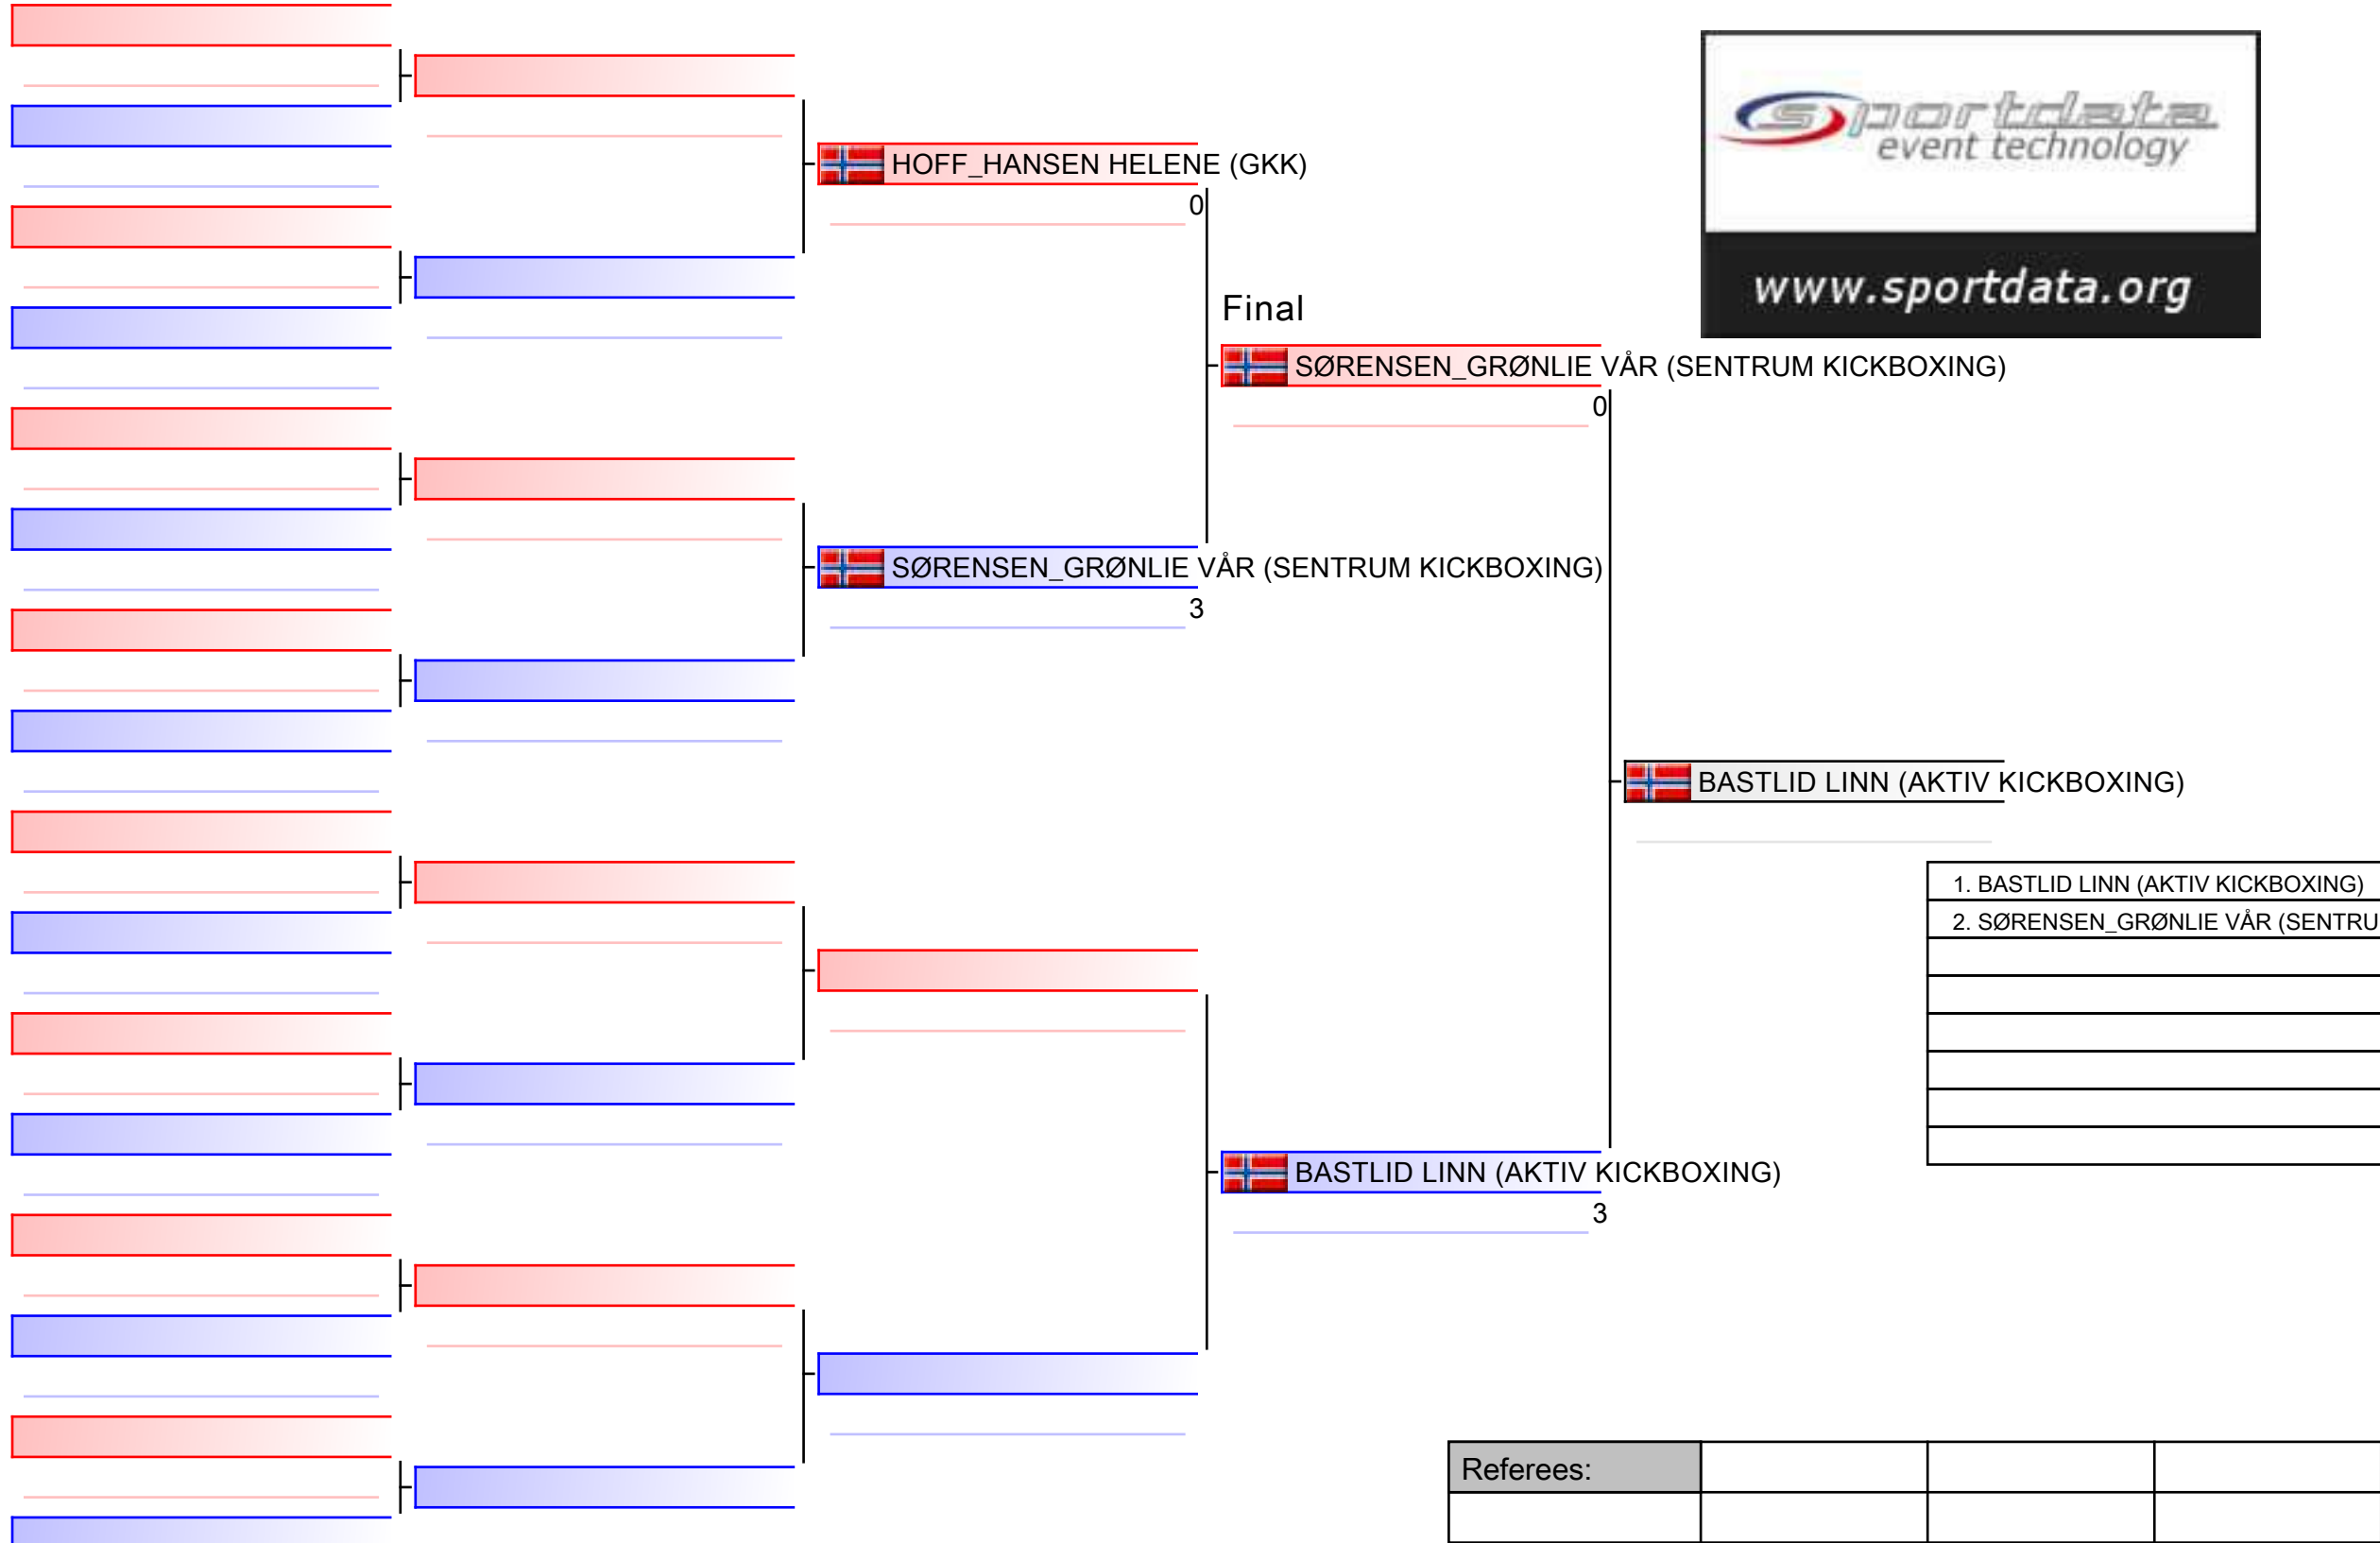 sportdata
event technology
www.sportdata.org
HOFF_HANSEN HELENE (GKK)
0
Final
SØRENSEN_GRØNLIE VÅR (SENTRUM KICKBOXING)
0
SØRENSEN_GRØNLIE VÅR (SENTRUM KICKBOXING)
3
BASTLID LINN (AKTIV KICKBOXING)
1. BASTLID LINN (AKTIV KICKBOXING)
2. SØRENSEN_GRØNLIE VÅR (SENTRU
BASTLID LINN (AKTIV KICKBOXING)
3
Referees: